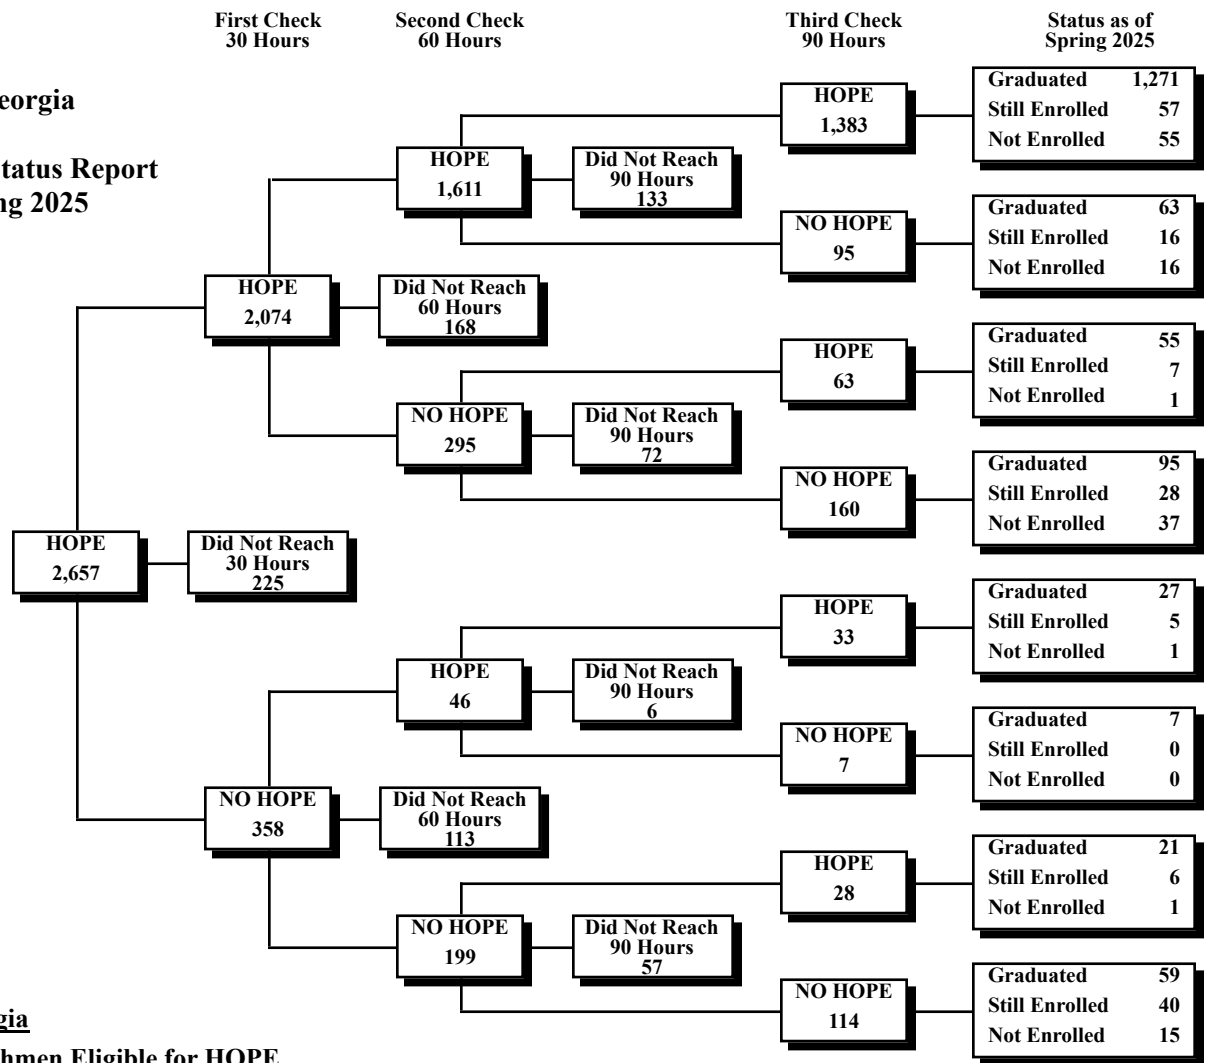 First Check
30 Hours
Second Check
60 Hours
Third Check
90 Hours
Status as of
Spring 2025
eorgia
tatus Report
ng 2025
HOPE
2,657
Did Not Reach
30 Hours
225
HOPE
2,074
Did Not Reach
60 Hours
168
NO HOPE
358
Did Not Reach
60 Hours
113
HOPE
1,611
Did Not Reach
90 Hours
133
NO HOPE
295
Did Not Reach
90 Hours
72
HOPE
46
Did Not Reach
90 Hours
6
NO HOPE
199
Did Not Reach
90 Hours
57
HOPE
1,383
Graduated 1,271
Still Enrolled 57
Not Enrolled 55
NO HOPE
95
Graduated 63
Still Enrolled 16
Not Enrolled 16
HOPE
63
Graduated 55
Still Enrolled 7
Not Enrolled 1
NO HOPE
160
Graduated 95
Still Enrolled 28
Not Enrolled 37
HOPE
33
Graduated 27
Still Enrolled 5
Not Enrolled 1
NO HOPE
7
Graduated 7
Still Enrolled 0
Not Enrolled 0
HOPE
28
Graduated 21
Still Enrolled 6
Not Enrolled 1
NO HOPE
114
Graduated 59
Still Enrolled 40
Not Enrolled 15
gia
hmen Eligible for HOPE